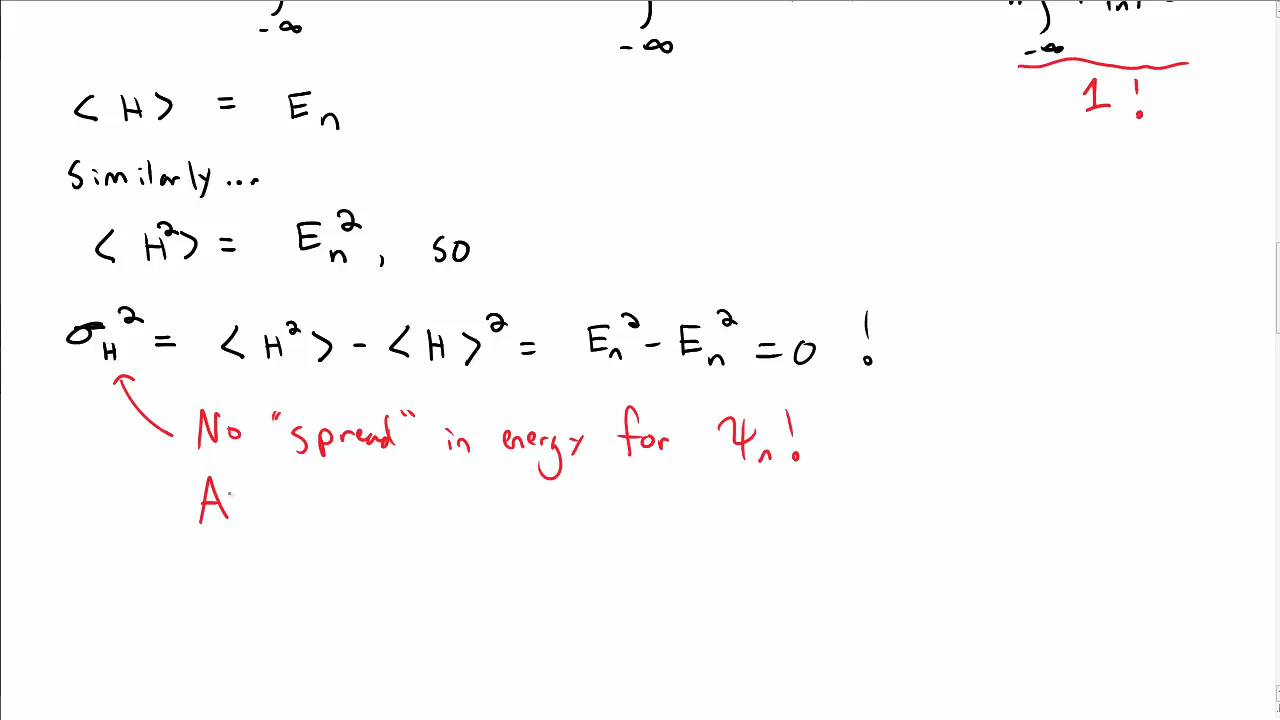 -∞ -∞ -∞
1 !
< H > = Eₙ
Similarly...
< H² > = Eₙ², so
σ_H² = < H² > - < H >² = Eₙ² - Eₙ² = 0 !
No "spread" in energy for ψₙ!
A